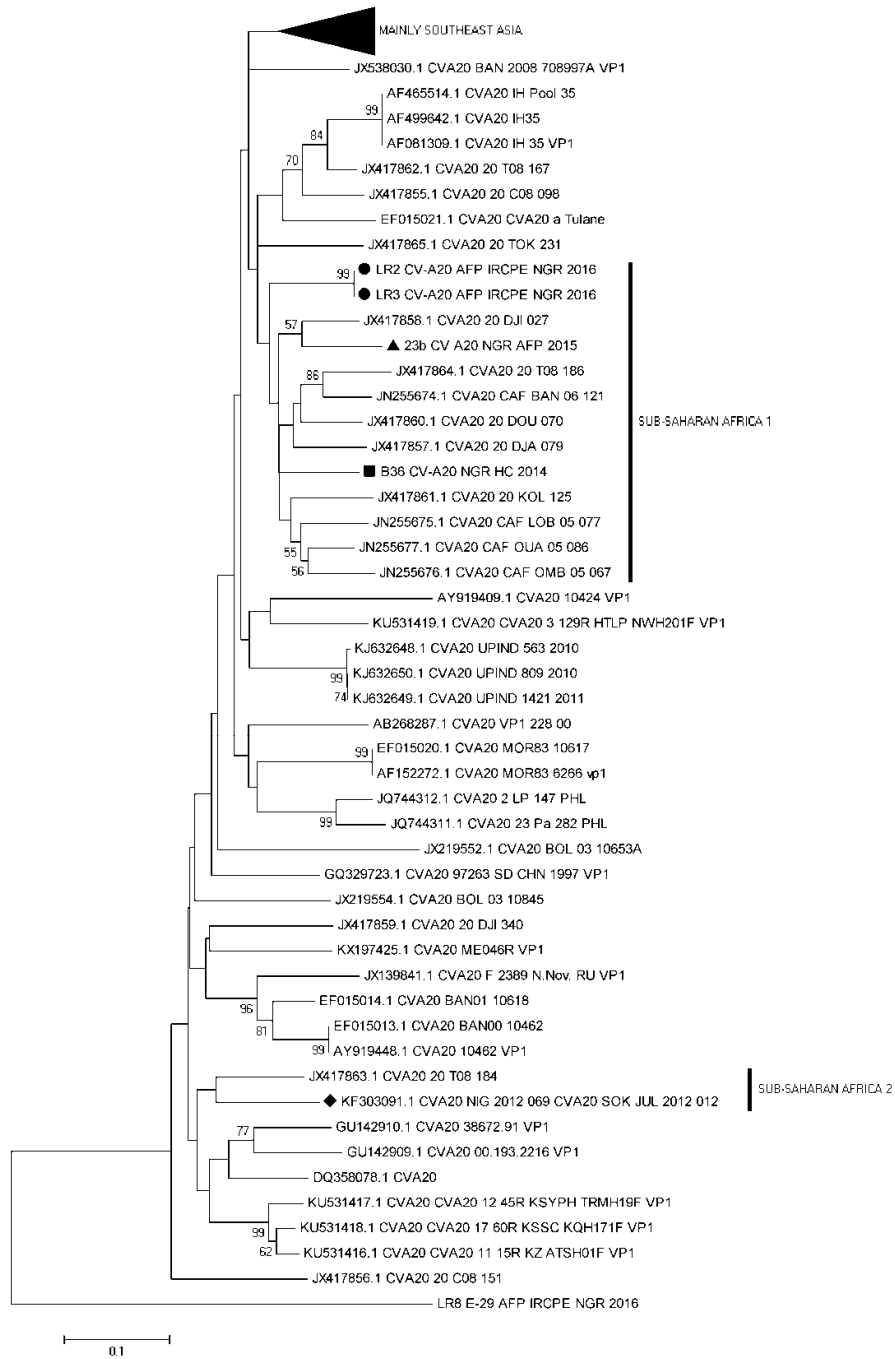 MAINLY SOUTHEAST ASIA
JX538030.1 CVA20 BAN 2008 708997A VP1
AF465514.1 CVA20 IH Pool 35
99
AF499642.1 CVA20 IH35
84
AF081309.1 CVA20 IH 35 VP1
70
JX417862.1 CVA20 20 T08 167
JX417855.1 CVA20 20 C08 098
EF015021.1 CVA20 CVA20 a Tulane
JX417865.1 CVA20 20 TOK 231
99
LR2 CV-A20 AFP IRCPE NGR 2016
LR3 CV-A20 AFP IRCPE NGR 2016
57
JX417858.1 CVA20 20 DJI 027
23b CV A20 NGR AFP 2015
86
JX417864.1 CVA20 20 T08 186
JN255674.1 CVA20 CAF BAN 06 121
JX417860.1 CVA20 20 DOU 070
SUB-SAHARAN AFRICA 1
JX417857.1 CVA20 20 DJA 079
B36 CV-A20 NGR HC 2014
JX417861.1 CVA20 20 KOL 125
JN255675.1 CVA20 CAF LOB 05 077
55
JN255677.1 CVA20 CAF OUA 05 086
56
JN255676.1 CVA20 CAF OMB 05 067
AY919409.1 CVA20 10424 VP1
KU531419.1 CVA20 CVA20 3 129R HTLP NWH201F VP1
KJ632648.1 CVA20 UPIND 563 2010
99
KJ632650.1 CVA20 UPIND 809 2010
74
KJ632649.1 CVA20 UPIND 1421 2011
AB268287.1 CVA20 VP1 228 00
99
EF015020.1 CVA20 MOR83 10617
AF152272.1 CVA20 MOR83 6266 vp1
JQ744312.1 CVA20 2 LP 147 PHL
99
JQ744311.1 CVA20 23 Pa 282 PHL
JX219552.1 CVA20 BOL 03 10653A
GQ329723.1 CVA20 97263 SD CHN 1997 VP1
JX219554.1 CVA20 BOL 03 10845
JX417859.1 CVA20 20 DJI 340
KX197425.1 CVA20 ME046R VP1
JX139841.1 CVA20 F 2389 N.Nov. RU VP1
96
EF015014.1 CVA20 BAN01 10618
81
EF015013.1 CVA20 BAN00 10462
99
AY919448.1 CVA20 10462 VP1
JX417863.1 CVA20 20 T08 184
SUB-SAHARAN AFRICA 2
KF303091.1 CVA20 NIG 2012 069 CVA20 SOK JUL 2012 012
77
GU142910.1 CVA20 38672.91 VP1
GU142909.1 CVA20 00.193.2216 VP1
DQ358078.1 CVA20
KU531417.1 CVA20 CVA20 12 45R KSYPH TRMH19F VP1
99
KU531418.1 CVA20 CVA20 17 60R KSSC KQH171F VP1
62
KU531416.1 CVA20 CVA20 11 15R KZ ATSH01F VP1
JX417856.1 CVA20 20 C08 151
LR8 E-29 AFP IRCPE NGR 2016
0.1